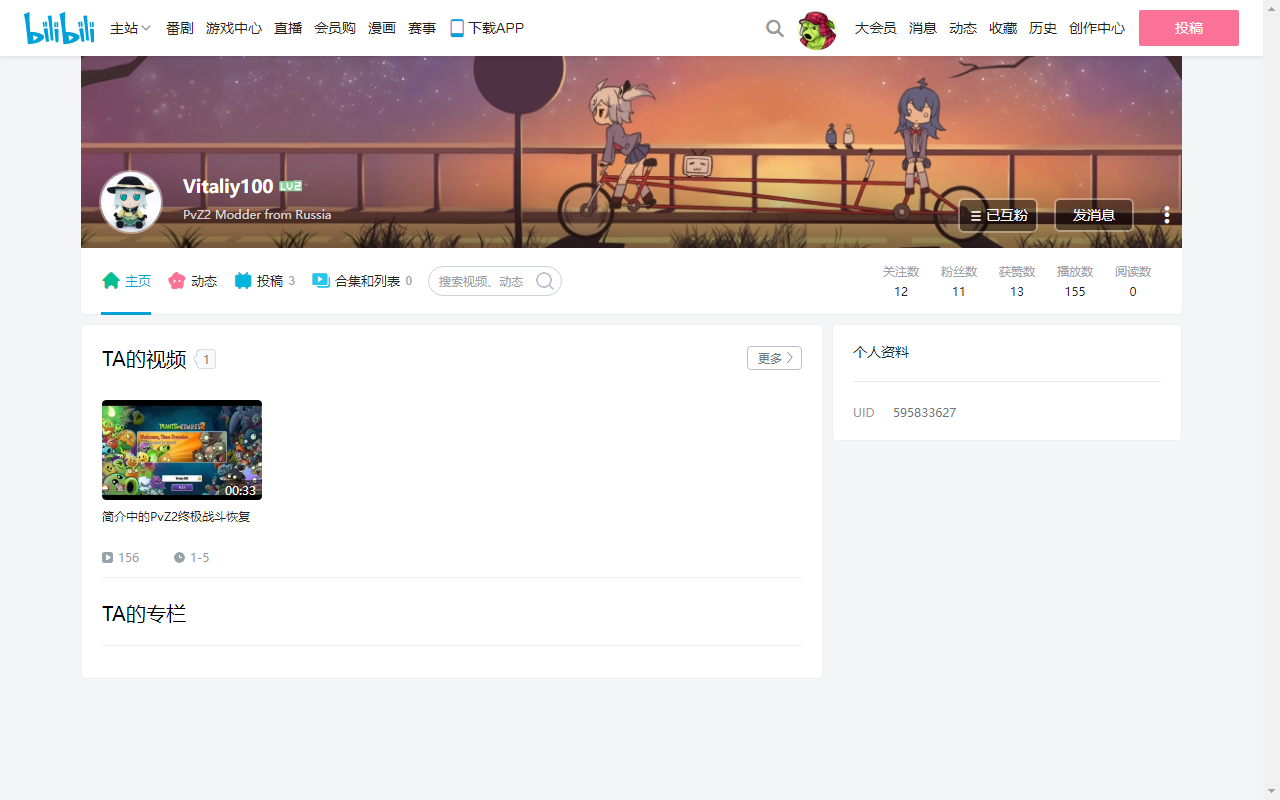 bilibili 主站 番剧 游戏中心 直播 会员购 漫画 赛事 下载APP 大会员 消息 动态 收藏 历史 创作中心 投稿
Vitaliy100 LV2
PvZ2 Modder from Russia
已互粉 发消息
主页 动态 投稿 3 合集和列表 0 搜索视频、动态
关注数 粉丝数 获赞数 播放数 阅读数
12 11 13 155 0
TA的视频 1 更多
个人资料
UID 595833627
PLANTS ZOMBIES 2
Vitaliy100
00:33
简介中的PvZ2终极战斗恢复
156 1-5
TA的专栏